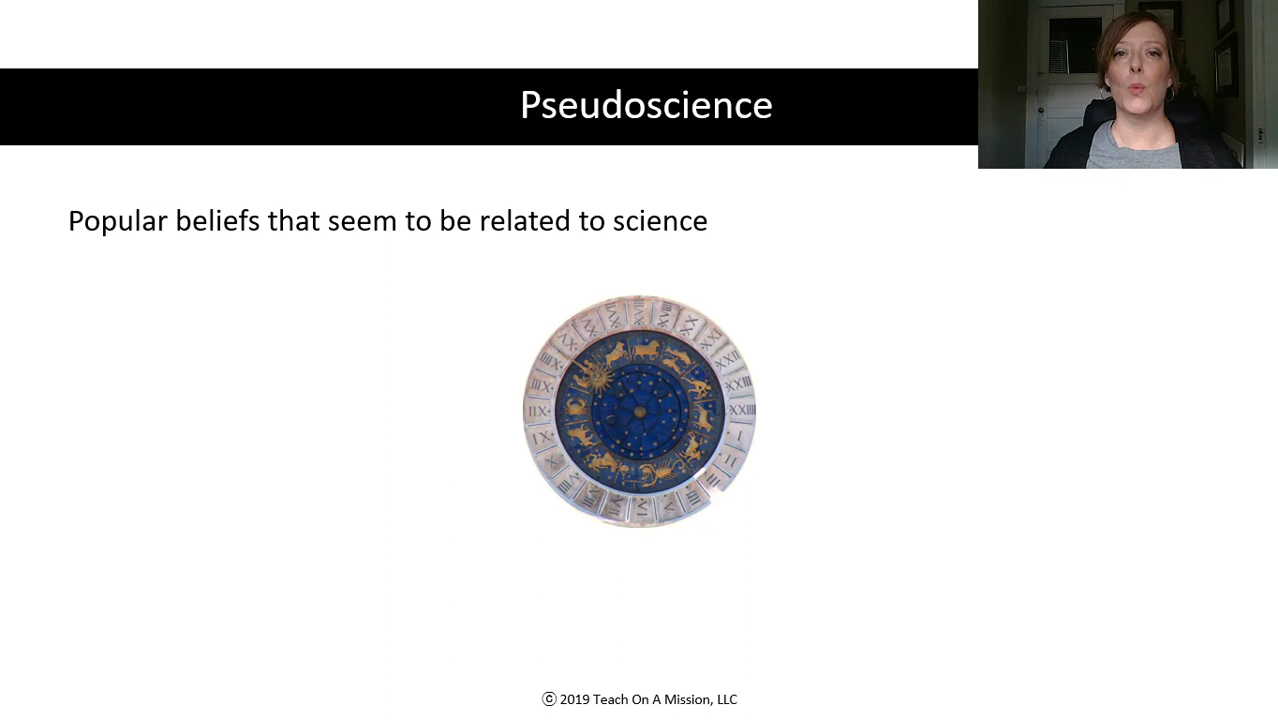 Pseudoscience
Popular beliefs that seem to be related to science
ⓒ 2019 Teach On A Mission, LLC